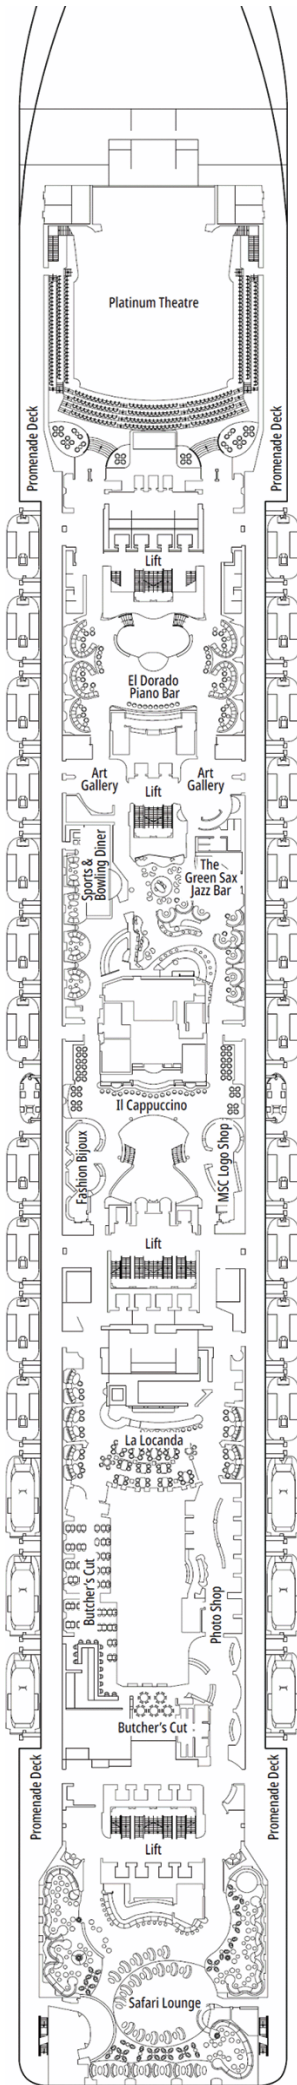 Platinum Theatre
Promenade Deck
Promenade Deck
Lift
El Dorado
Piano Bar
Art
Gallery
Art
Gallery
Lift
Sports &
Bowling Diner
The
Green Sax
Jazz Bar
Il Cappuccino
Fashion Bijoux
MSC Logo Shop
Lift
La Locanda
Butcher's Cut
Photo Shop
Butcher's Cut
Promenade Deck
Promenade Deck
Lift
Safari Lounge